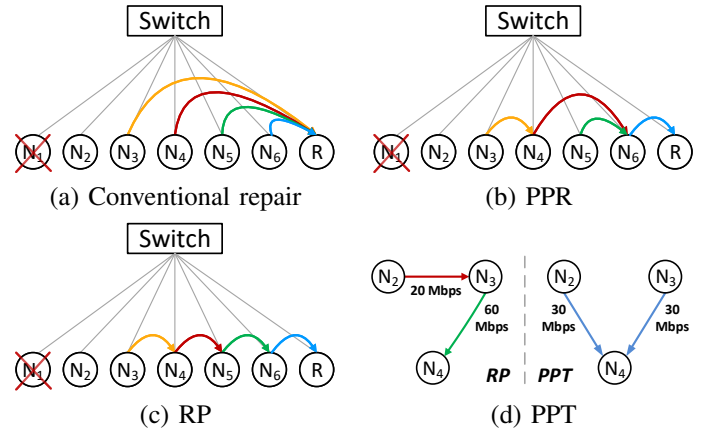 Switch
N1 N2 N3 N4 N5 N6 R
(a) Conventional repair
Switch
N1 N2 N3 N4 N5 N6 R
(b) PPR
Switch
N1 N2 N3 N4 N5 N6 R
(c) RP
N2 N3 N2 N3
20 Mbps
60
Mbps
30
Mbps
30
Mbps
N4 N4
RP PPT
(d) PPT